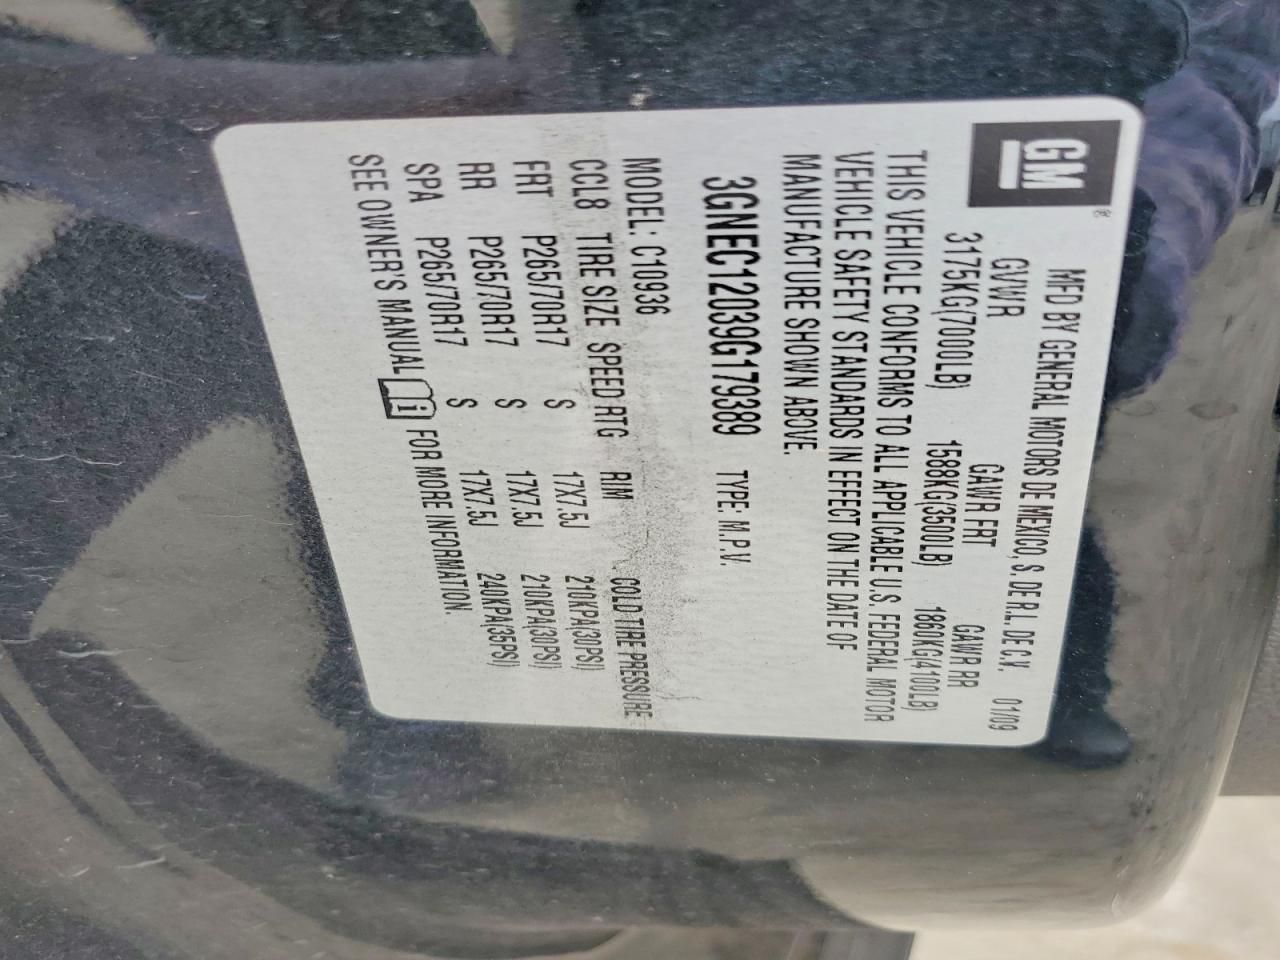 GM®
MFD BY GENERAL MOTORS DE MEXICO, S. DE R.L. DE C.V. 01/09
GVWR GAWR FRT GAWR RR
3175KG(7000LB) 1588KG(3500LB) 1880KG(4100LB)
THIS VEHICLE CONFORMS TO ALL APPLICABLE U.S. FEDERAL MOTOR
VEHICLE SAFETY STANDARDS IN EFFECT ON THE DATE OF
MANUFACTURE SHOWN ABOVE.
3GNEC12039G179389 TYPE: M.P.V.
MODEL: C10936
CCL8 TIRE SIZE SPEED RTG RIM COLD TIRE PRESSURE
FRT P265/70R17 S 17X7.5J 210KPA(30PSI)
RR P265/70R17 S 17X7.5J 210KPA(30PSI)
SPA P265/70R17 S 17X7.5J 240KPA(35PSI)
SEE OWNER'S MANUAL i FOR MORE INFORMATION.